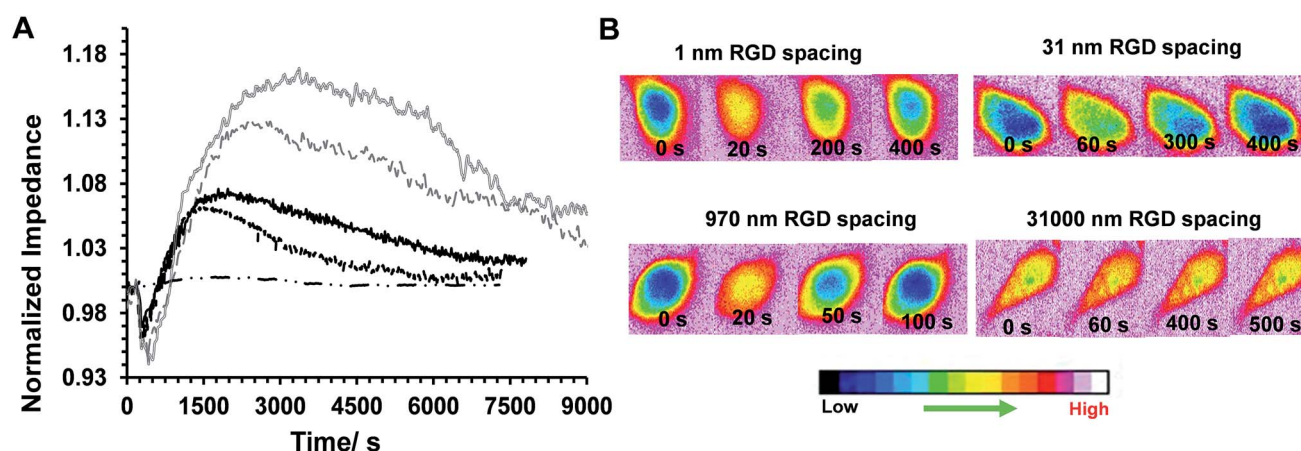 A
Normalized Impedance
1.18
1.13
1.08
1.03
0.98
0.93
0 1500 3000 4500 6000 7500 9000
Time/ s
B
1 nm RGD spacing
0 s 20 s 200 s 400 s
31 nm RGD spacing
0 s 60 s 300 s 400 s
970 nm RGD spacing
0 s 20 s 50 s 100 s
31000 nm RGD spacing
0 s 60 s 400 s 500 s
Low High